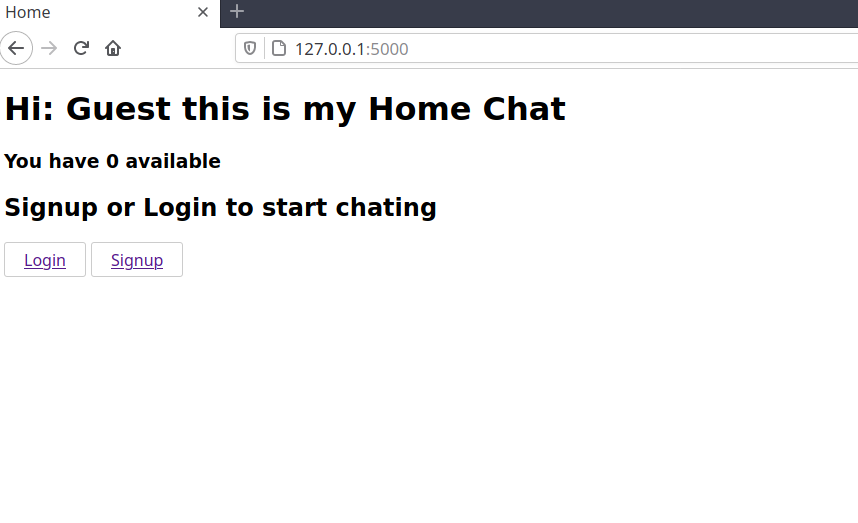 Home
127.0.0.1:5000
Hi: Guest this is my Home Chat
You have 0 available
Signup or Login to start chating
Login Signup